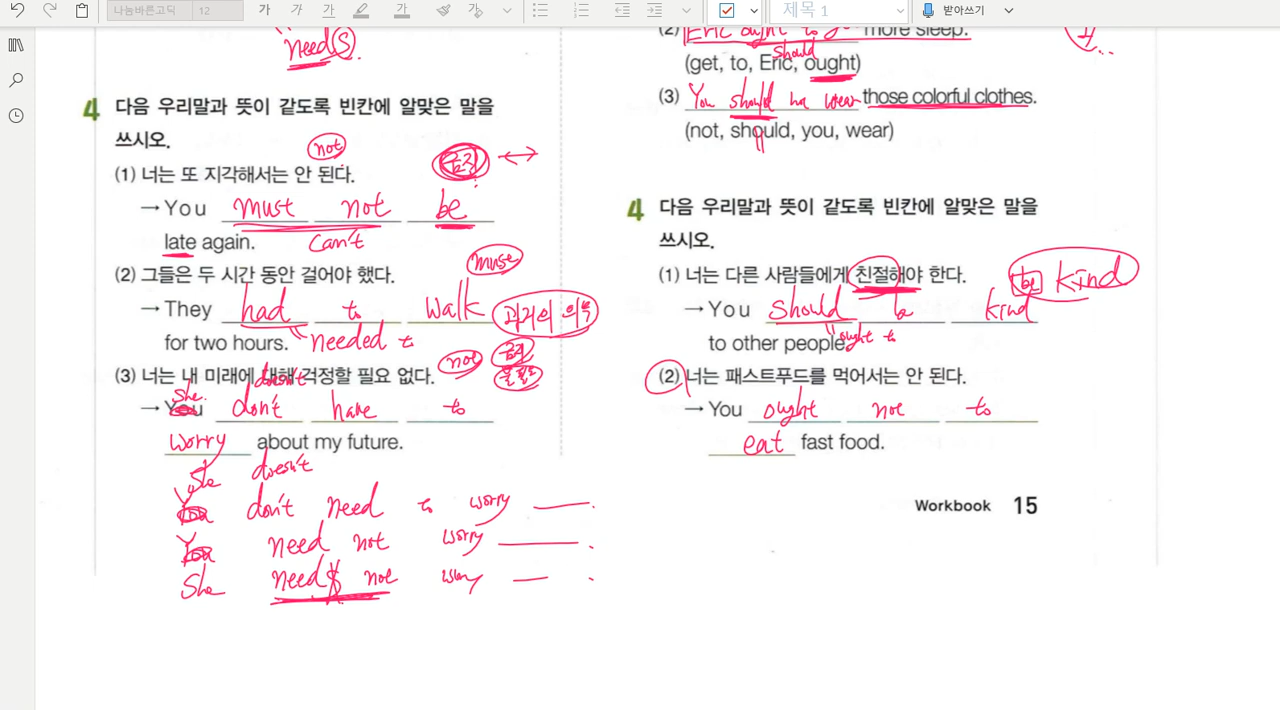 나눔바른고딕 12 가 가 가 가 제목 1 받아쓰기
need(s).
4 다음 우리말과 뜻이 같도록 빈칸에 알맞은 말을
쓰시오.
not
금지 ↔
(1) 너는 또 지각해서는 안 된다.
→ You must not be
late again. can't
must
(2) 그들은 두 시간 동안 걸어야 했다.
→ They had to walk 과거의 의무
for two hours. needed to
not 금지
불필요
(3) 너는 내 미래에 대해 걱정할 필요 없다.
She doesn't
→ You don't have to
worry about my future.
She doesn't
You don't need to worry
You need not worry
She needs not worry
(2) Eric ought to get more sleep.
should
(get, to, Eric, ought)
(3) You should not wear those colorful clothes.
(not, should, you, wear)
4 다음 우리말과 뜻이 같도록 빈칸에 알맞은 말을
쓰시오.
(1) 너는 다른 사람들에게 친절해야 한다. be kind
→ You should be kind
to other people. ought to
(2) 너는 패스트푸드를 먹어서는 안 된다.
→ You ought not to
eat fast food.
Workbook 15